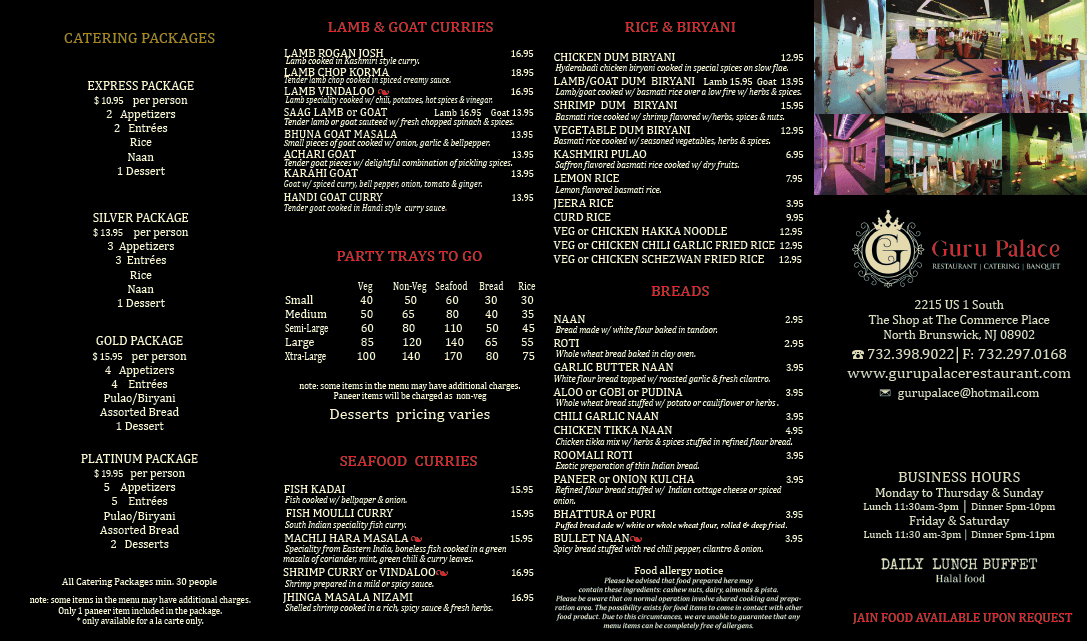 CATERING PACKAGES
EXPRESS PACKAGE
$ 10.95 per person
2 Appetizers
2 Entrées
Rice
Naan
1 Dessert
SILVER PACKAGE
$ 13.95 per person
3 Appetizers
3 Entrées
Rice
Naan
1 Dessert
GOLD PACKAGE
$ 15.95 per person
4 Appetizers
4 Entrées
Pulao/Biryani
Assorted Bread
1 Dessert
PLATINUM PACKAGE
$ 19.95 per person
5 Appetizers
5 Entrées
Pulao/Biryani
Assorted Bread
2 Desserts
All Catering Packages min. 30 people
note: some items in the menu may have additional charges.
Only 1 paneer item included in the package.
* only available for a la carte only.
LAMB & GOAT CURRIES
LAMB ROGAN JOSH 16.95
Lamb cooked in Kashmiri style curry.
LAMB CHOP KORMA 18.95
Tender lamb chop cooked in spiced creamy sauce.
LAMB VINDALOO 16.95
Lamb speciality cooked w/ chili, potatoes, hot spices & vinegar.
SAAG LAMB or GOAT Lamb 16.95 Goat 13.95
Tender lamb or goat sauteed w/ fresh chopped spinach & spices.
BHUNA GOAT MASALA 13.95
Small pieces of goat cooked w/ onion, garlic & bellpepper.
ACHARI GOAT 13.95
Tender goat pieces w/ delightful combination of pickling spices.
KARAHI GOAT 13.95
Goat w/ spiced curry, bell pepper, onion, tomato & ginger.
HANDI GOAT CURRY 13.95
Tender goat cooked in Handi style curry sauce.
PARTY TRAYS TO GO
Veg Non-Veg Seafood Bread Rice
Small 40 50 60 30 30
Medium 50 65 80 40 35
Semi-Large 60 80 110 50 45
Large 85 120 140 65 55
Xtra-Large 100 140 170 80 75
note: some items in the menu may have additional charges.
Paneer items will be charged as non-veg
Desserts pricing varies
SEAFOOD CURRIES
FISH KADAI 15.95
Fish cooked w/ bellpaper & onion.
FISH MOULLI CURRY 15.95
South Indian speciality fish curry.
MACHLI HARA MASALA 15.95
Speciality from Eastern India, boneless fish cooked in a green
masala of coriander, mint, green chili & curry leaves.
SHRIMP CURRY or VINDALOO 16.95
Shrimp prepared in a mild or spicy sauce.
JHINGA MASALA NIZAMI 16.95
Shelled shrimp cooked in a rich, spicy sauce & fresh herbs.
RICE & BIRYANI
CHICKEN DUM BIRYANI 12.95
Hyderabadi chicken biryani cooked in special spices on slow flae.
LAMB/GOAT DUM BIRYANI Lamb 15.95 Goat 13.95
Lamb/goat cooked w/ basmati rice over a low fire w/ herbs & spices.
SHRIMP DUM BIRYANI 15.95
Basmati rice cooked w/ shrimp flavored w/herbs, spices & nuts.
VEGETABLE DUM BIRYANI 12.95
Basmati rice cooked w/ seasoned vegetables, herbs & spices.
KASHMIRI PULAO 6.95
Saffron flavored basmati rice cooked w/ dry fruits.
LEMON RICE 7.95
Lemon flavored basmati rice.
JEERA RICE 3.95
CURD RICE 9.95
VEG or CHICKEN HAKKA NOODLE 12.95
VEG or CHICKEN CHILI GARLIC FRIED RICE 12.95
VEG or CHICKEN SCHEZWAN FRIED RICE 12.95
BREADS
NAAN 2.95
Bread made w/ white flour baked in tandoor.
ROTI 2.95
Whole wheat bread baked in clay oven.
GARLIC BUTTER NAAN 3.95
White flour bread topped w/ roasted garlic & fresh cilantro.
ALOO or GOBI or PUDINA 3.95
Whole wheat bread stuffed w/ potato or cauliflower or herbs .
CHILI GARLIC NAAN 3.95
CHICKEN TIKKA NAAN 4.95
Chicken tikka mix w/ herbs & spices stuffed in refined flour bread.
ROOMALI ROTI 3.95
Exotic preparation of thin Indian bread.
PANEER or ONION KULCHA 3.95
Refined flour bread stuffed w/ Indian cottage cheese or spiced
onion.
BHATTURA or PURI 3.95
Puffed bread ade w/ white or whole wheat flour, rolled & deep fried.
BULLET NAAN 3.95
Spicy bread stuffed with red chili pepper, cilantro & onion.
Food allergy notice
Please be advised that food prepared here may
contain these ingredients: cashew nuts, dairy, almonds & pista.
Please be aware that on normal operation involve shared cooking and prepa-
ration area. The possibility exists for food items to come in contact with other
food product. Due to this circumtances, we are unable to guarantee that any
menu items can be completely free of allergens.
G
Guru Palace
RESTAURANT | CATERING | BANQUET
2215 US 1 South
The Shop at The Commerce Place
North Brunswick, NJ 08902
☎ 732.398.9022| F: 732.297.0168
www.gurupalacerestaurant.com
✉ gurupalace@hotmail.com
BUSINESS HOURS
Monday to Thursday & Sunday
Lunch 11:30am-3pm | Dinner 5pm-10pm
Friday & Saturday
Lunch 11:30 am-3pm | Dinner 5pm-11pm
DAILY LUNCH BUFFET
Halal food
JAIN FOOD AVAILABLE UPON REQUEST